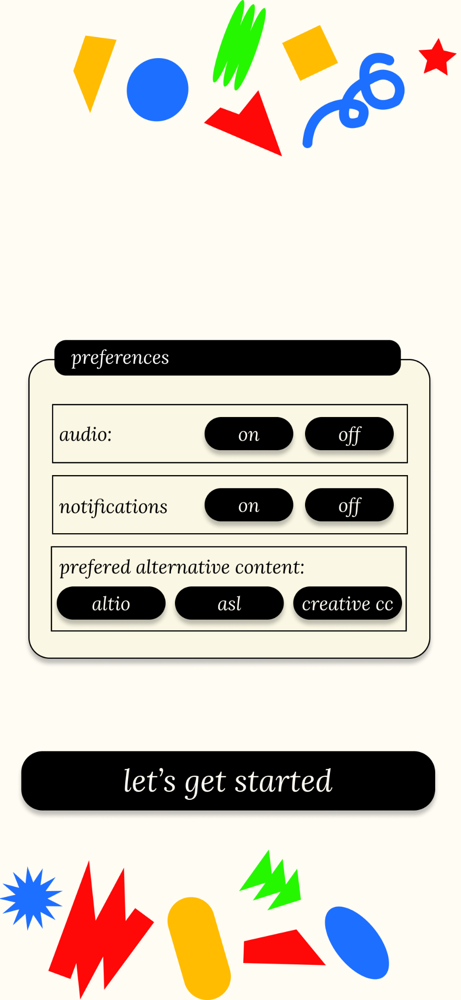 preferences
audio: on off
notifications on off
prefered alternative content:
altio asl creative cc
let's get started